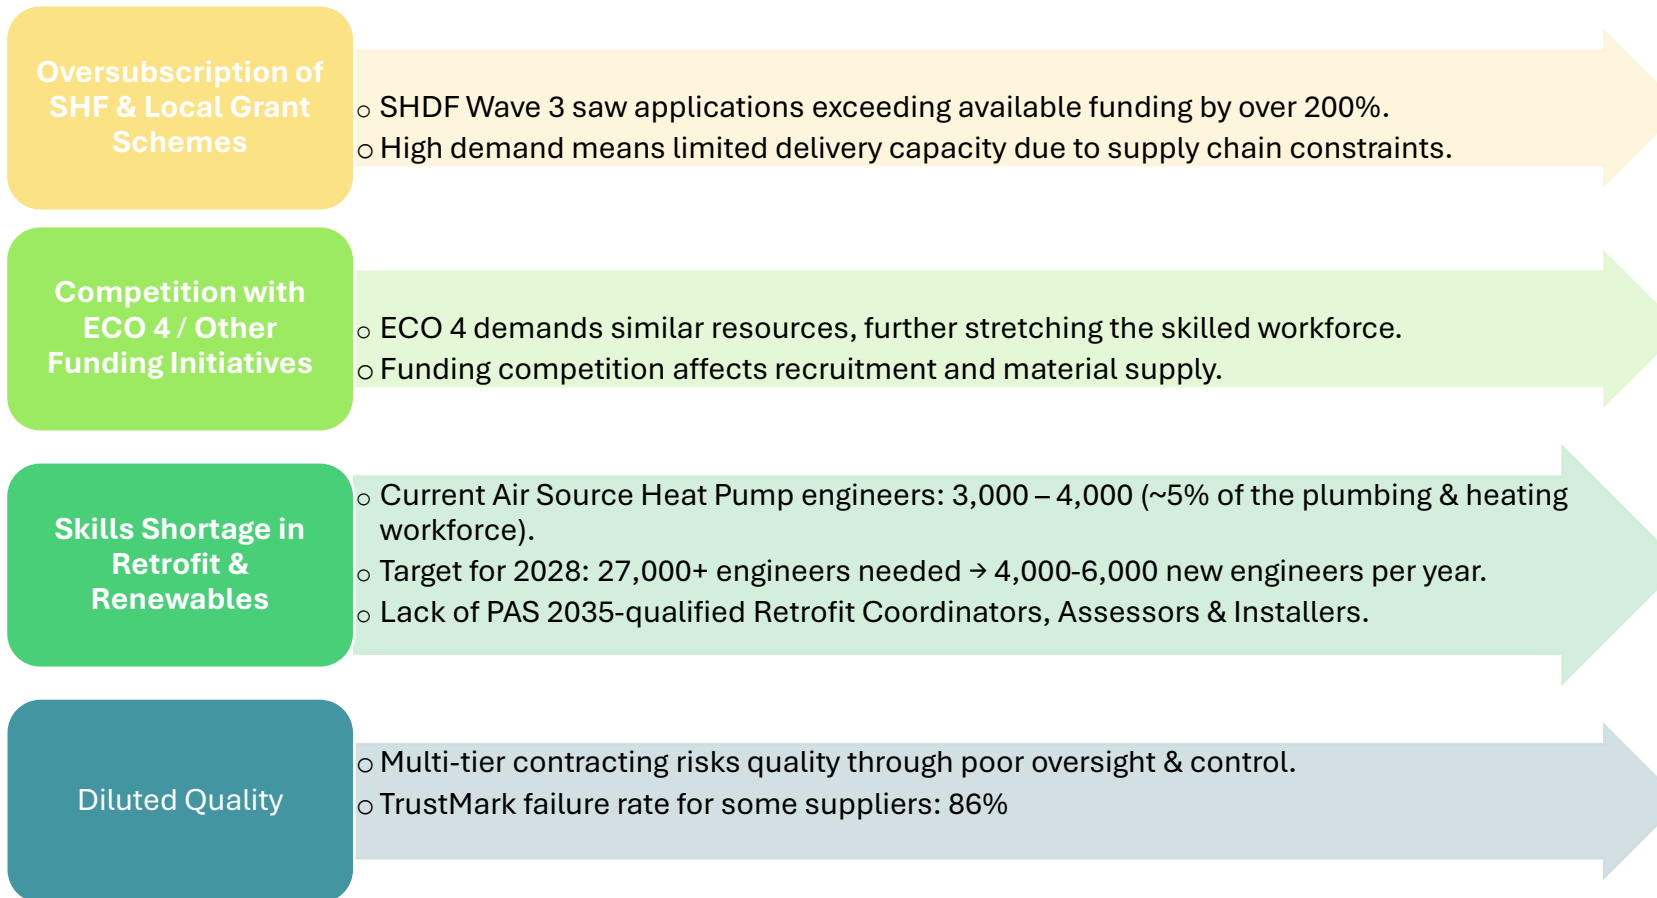 Oversubscription of
SHF & Local Grant
Schemes
o SHDF Wave 3 saw applications exceeding available funding by over 200%.
o High demand means limited delivery capacity due to supply chain constraints.
Competition with
ECO 4 / Other
Funding Initiatives
o ECO 4 demands similar resources, further stretching the skilled workforce.
o Funding competition affects recruitment and material supply.
Skills Shortage in
Retrofit &
Renewables
o Current Air Source Heat Pump engineers: 3,000 – 4,000 (~5% of the plumbing & heating
workforce).
o Target for 2028: 27,000+ engineers needed → 4,000-6,000 new engineers per year.
o Lack of PAS 2035-qualified Retrofit Coordinators, Assessors & Installers.
Diluted Quality
o Multi-tier contracting risks quality through poor oversight & control.
o TrustMark failure rate for some suppliers: 86%